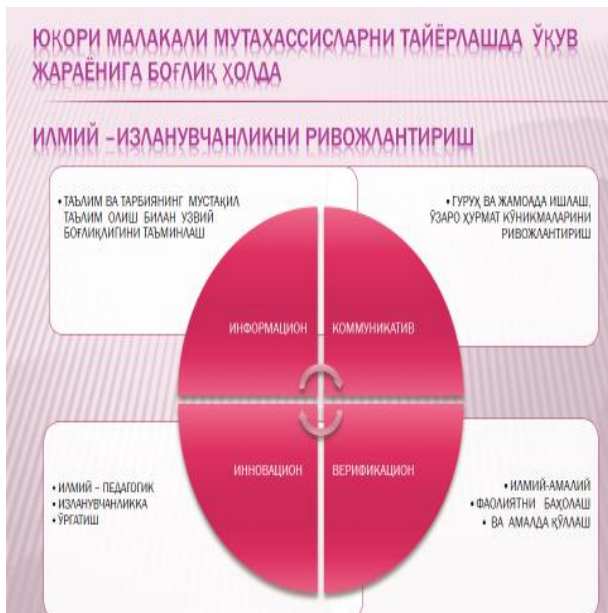 ЮҚОРИ МАЛАКАЛИ МУТАХАССИСЛАРНИ ТАЙЁРЛАШДА ЎҚУВ
ЖАРАЁНИГА БОҒЛИҚ ҲОЛДА
ИЛМИЙ –ИЗЛАНУВЧАНЛИКНИ РИВОЖЛАНТИРИШ
• ТАЪЛИМ ВА ТАРБИЯНИНГ МУСТАҚИЛ
ТАЪЛИМ ОЛИШ БИЛАН УЗВИЙ
БОҒЛИҚЛИГИНИ ТАЪМИНЛАШ
• ГУРУҲ ВА ЖАМОАДА ИШЛАШ,
ЎЗАРО ҲУРМАТ КЎНИКМАЛАРИНИ
РИВОЖЛАНТИРИШ
ИНФОРМАЦИОН
КОММУНИКАТИВ
ИННОВАЦИОН
ВЕРИФИКАЦИОН
• ИЛМИЙ – ПЕДАГОГИК
• ИЗЛАНУВЧАНЛИККА
• ЎРГАТИШ
• ИЛМИЙ-АМАЛИЙ
• ФАОЛИЯТНИ БАҲОЛАШ
• ВА АМАЛДА ҚЎЛЛАШ